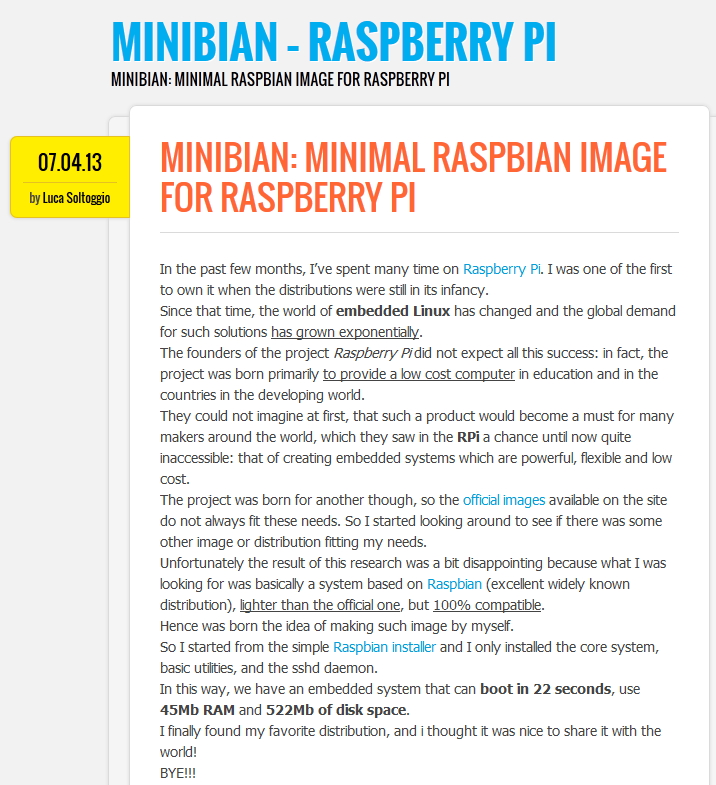 MINIBIAN - RASPBERRY PI
MINIBIAN: MINIMAL RASPBIAN IMAGE FOR RASPBERRY PI
07.04.13
by Luca Soltoggio
MINIBIAN: MINIMAL RASPBIAN IMAGE
FOR RASPBERRY PI
In the past few months, I've spent many time on Raspberry Pi. I was one of the first
to own it when the distributions were still in its infancy.
Since that time, the world of embedded Linux has changed and the global demand
for such solutions has grown exponentially.
The founders of the project Raspberry Pi did not expect all this success: in fact, the
project was born primarily to provide a low cost computer in education and in the
countries in the developing world.
They could not imagine at first, that such a product would become a must for many
makers around the world, which they saw in the RPi a chance until now quite
inaccessible: that of creating embedded systems which are powerful, flexible and low
cost.
The project was born for another though, so the official images available on the site
do not always fit these needs. So I started looking around to see if there was some
other image or distribution fitting my needs.
Unfortunately the result of this research was a bit disappointing because what I was
looking for was basically a system based on Raspbian (excellent widely known
distribution), lighter than the official one, but 100% compatible.
Hence was born the idea of making such image by myself.
So I started from the simple Raspbian installer and I only installed the core system,
basic utilities, and the sshd daemon.
In this way, we have an embedded system that can boot in 22 seconds, use
45Mb RAM and 522Mb of disk space.
I finally found my favorite distribution, and i thought it was nice to share it with the
world!
BYE!!!